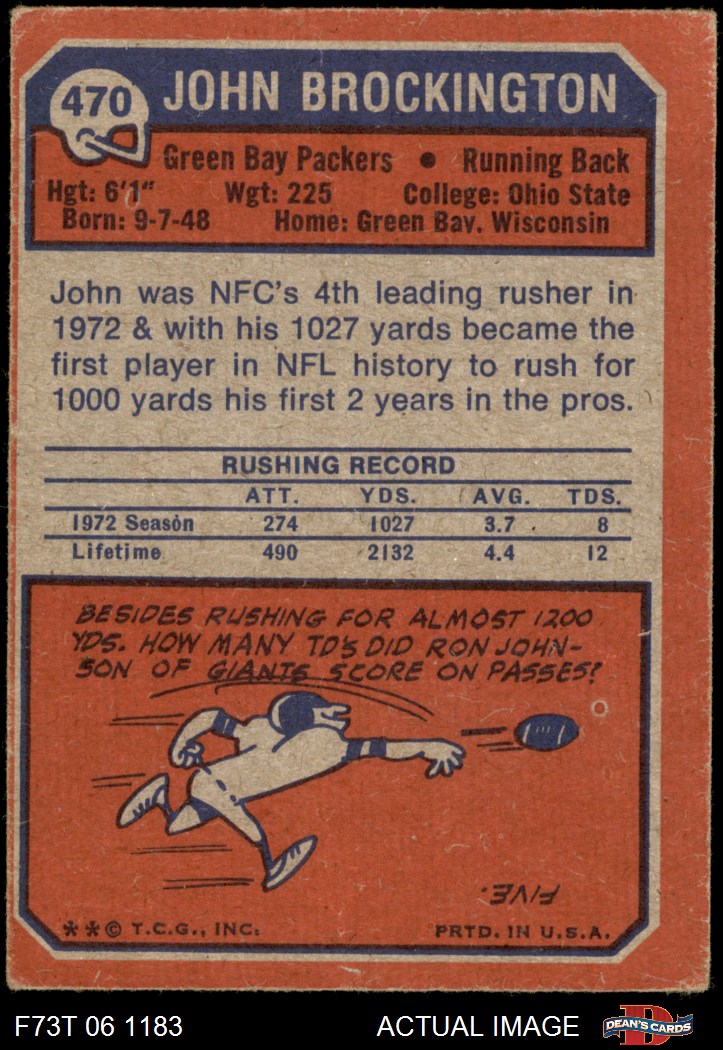 470
JOHN BROCKINGTON
Green Bay Packers • Running Back
Hgt: 6'1" Wgt: 225 College: Ohio State
Born: 9-7-48 Home: Green Bay, Wisconsin
John was NFC's 4th leading rusher in
1972 & with his 1027 yards became the
first player in NFL history to rush for
1000 yards his first 2 years in the pros.
RUSHING RECORD
ATT. YDS. AVG. TDS.
1972 Season 274 1027 3.7 8
Lifetime 490 2132 4.4 12
BESIDES RUSHING FOR ALMOST 1200
YDS. HOW MANY TD'S DID RON JOHN-
SON OF GIANTS SCORE ON PASSES?
FIVE.
**© T.C.G., INC. PRTD. IN U.S.A.
F73T 06 1183 ACTUAL IMAGE D DEAN'S CARDS